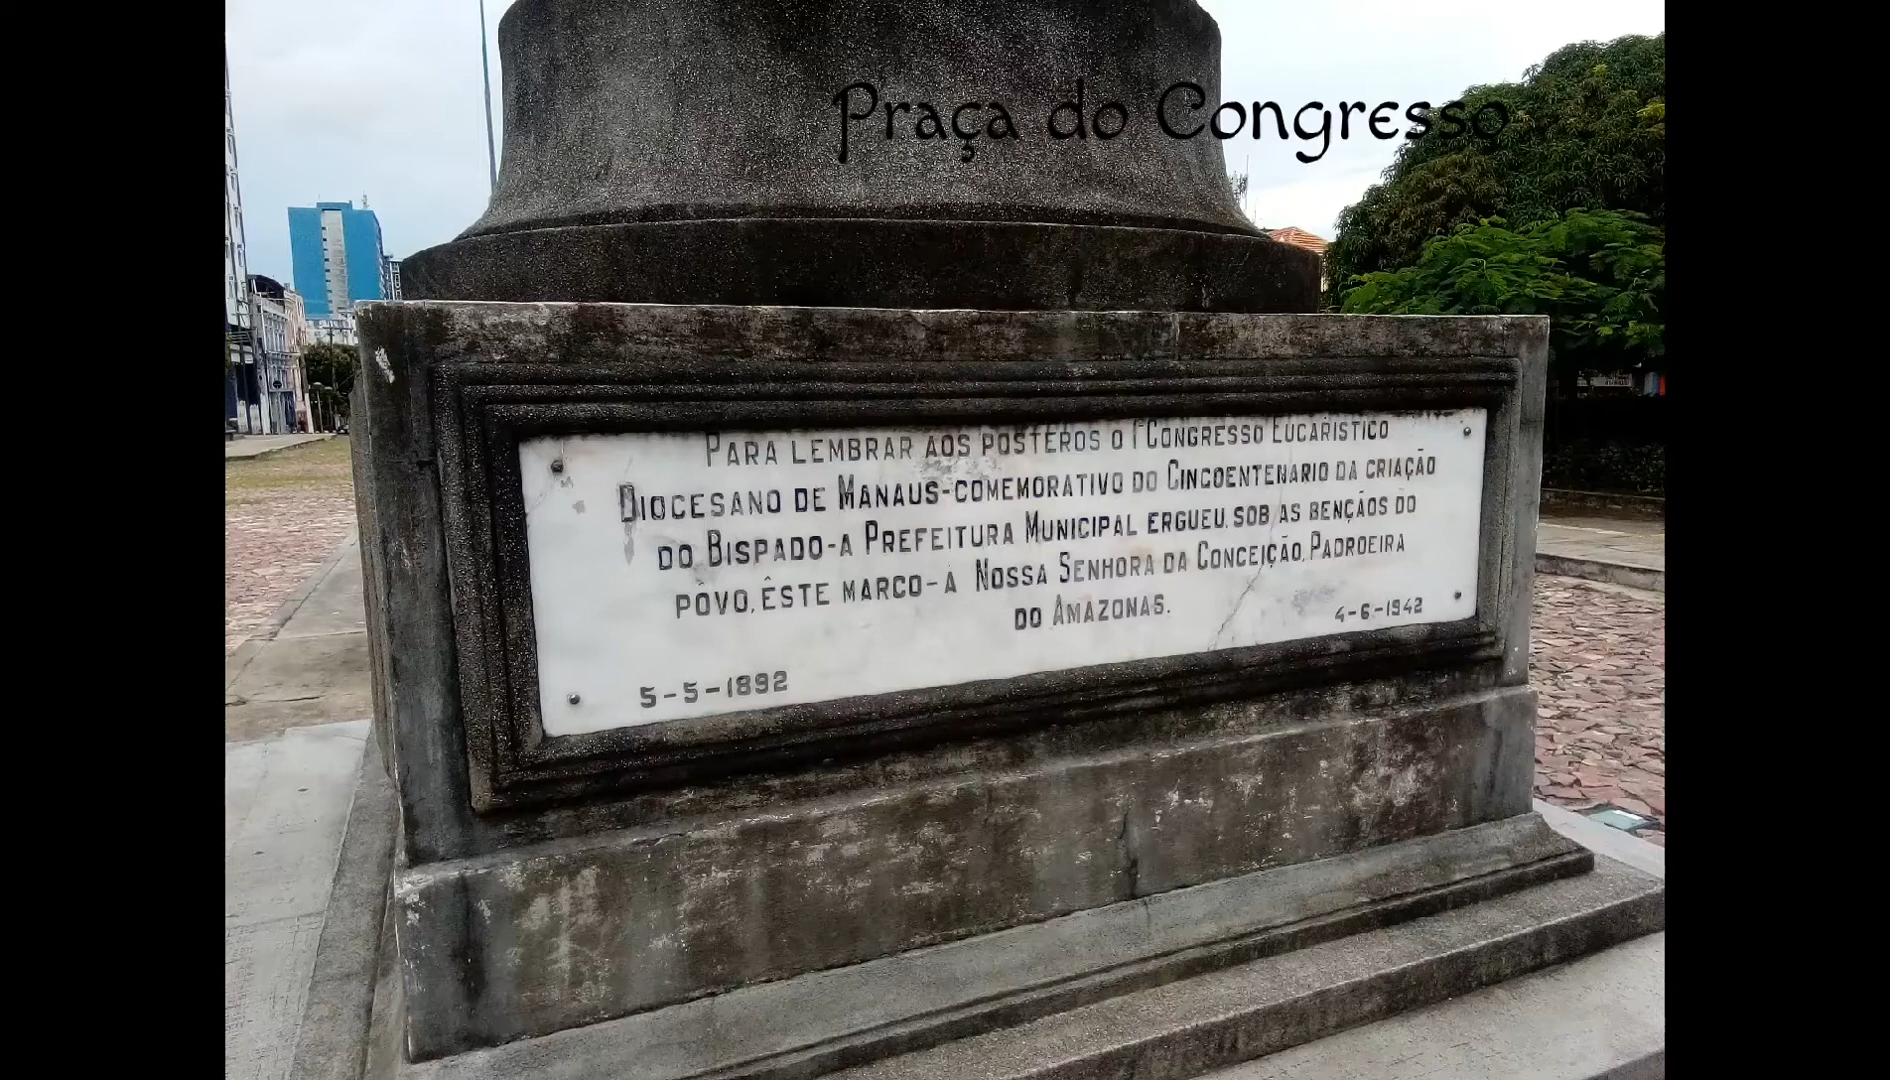 Praça do Congresso
PARA LEMBRAR AOS POSTEROS O 1º CONGRESSO EUCARISTICO
DIOCESANO DE MANAUS-COMEMORATIVO DO CINCOENTENARIO DA CRIAÇÃO
DO BISPADO-A PREFEITURA MUNICIPAL ERGUEU, SOB AS BENÇÃOS DO
PÔVO, ÊSTE MARCO-A NOSSA SENHORA DA CONCEIÇÃO, PADROEIRA
DO AMAZONAS.
4-6-1942
5-5-1892